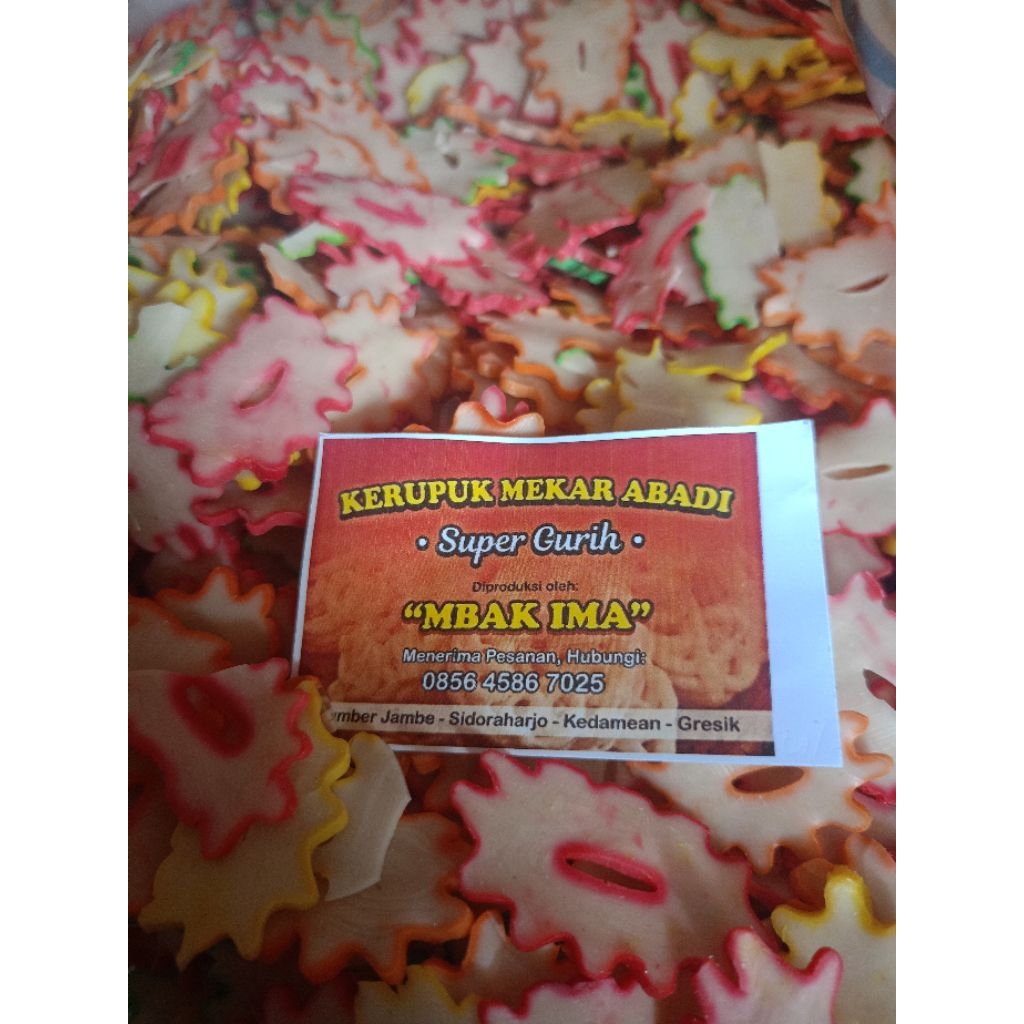 KERUPUK MEKAR ABADI
• Super Gurih •
Diproduksi oleh:
"MBAK IMA"
Menerima Pesanan, Hubungi:
0856 4586 7025
Jambe - Sidoraharjo - Kedamean - Gresik